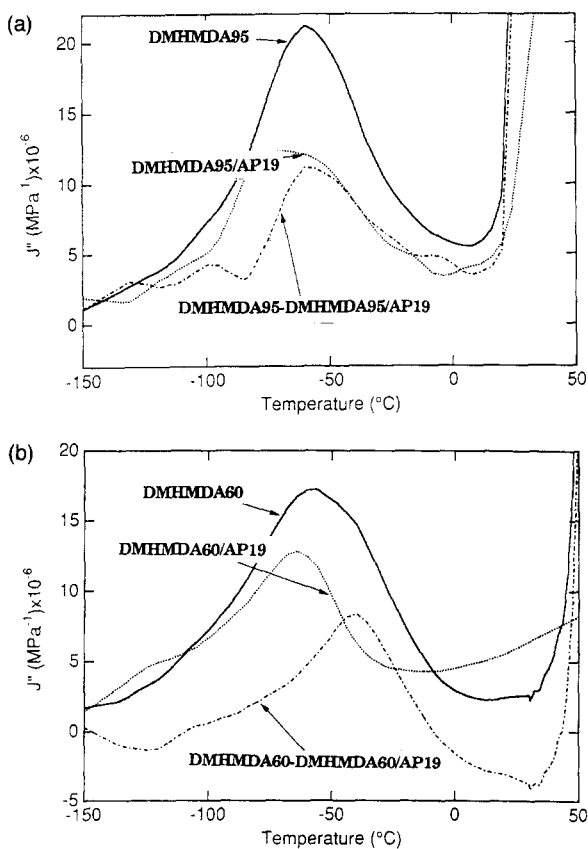 (a)
20
15
10
5
0
J" (MPa⁻¹)x10⁻⁶
DMHMDA95
DMHMDA95/AP19
DMHMDA95-DMHMDA95/AP19
-150
-100
-50
0
50
Temperature (°C)
(b)
20
15
10
5
0
-5
J" (MPa⁻¹)x10⁻⁶
DMHMDA60
DMHMDA60/AP19
DMHMDA60-DMHMDA60/AP19
-150
-100
-50
0
50
Temperature (°C)